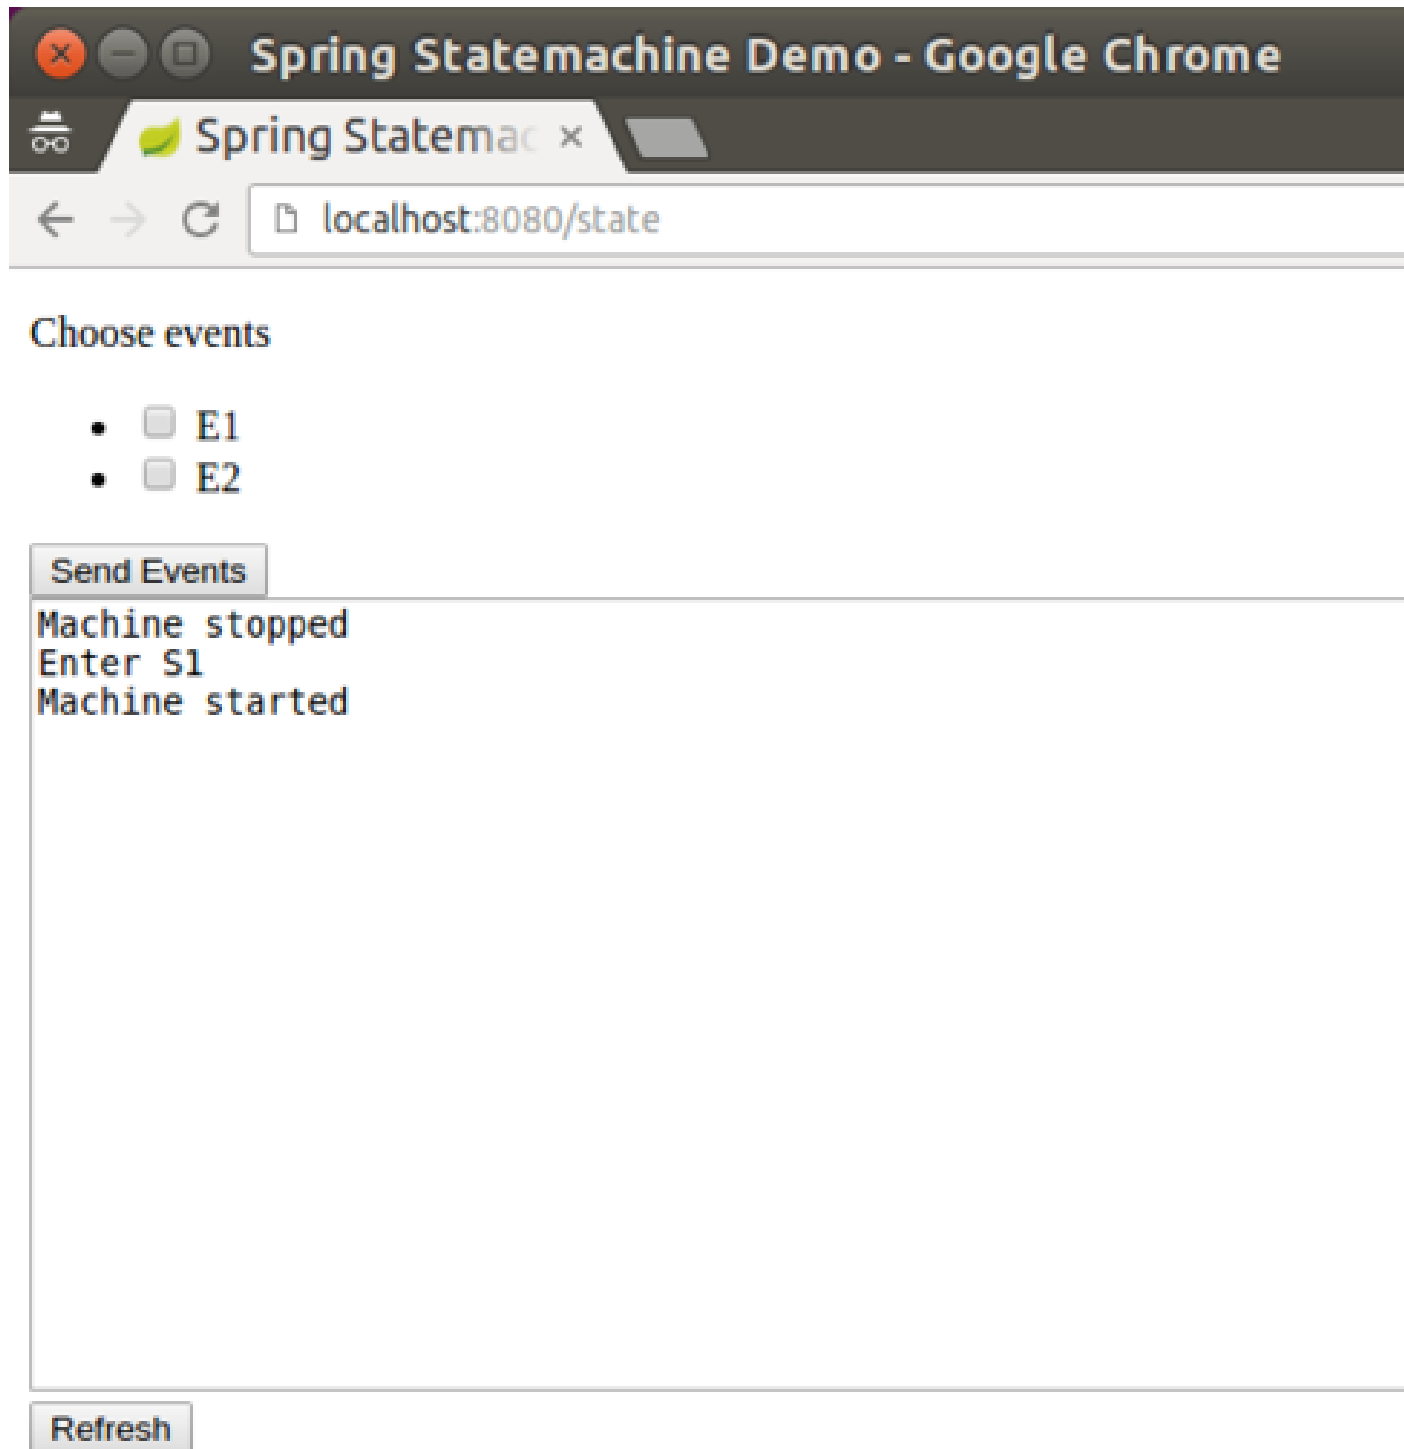 Spring Statemachine Demo - Google Chrome
Spring Statemac
localhost:8080/state
Choose events
E1
E2
Send Events
Machine stopped
Enter S1
Machine started
Refresh